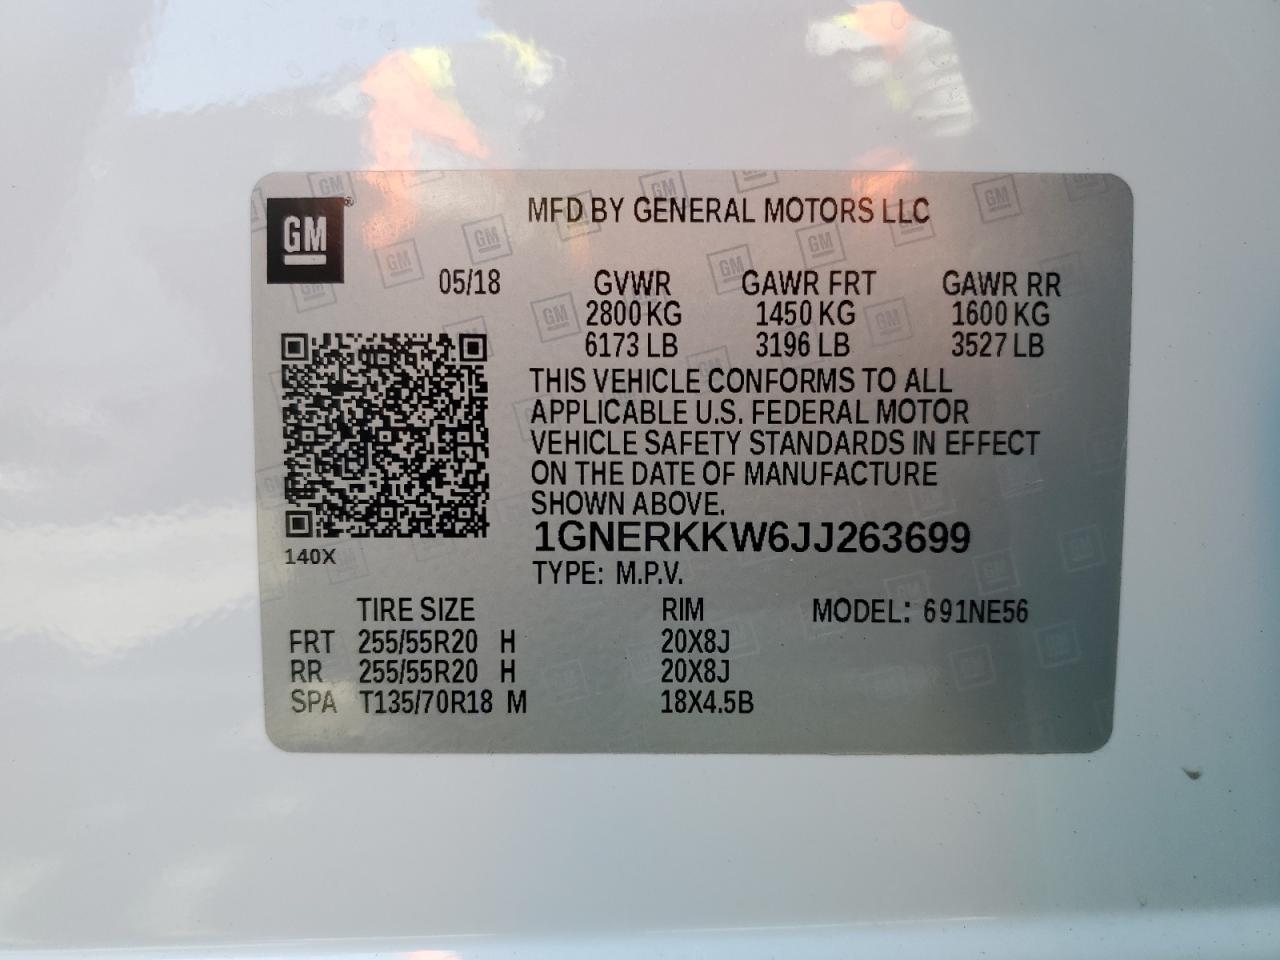 MFD BY GENERAL MOTORS LLC
GM®
05/18 GVWR GAWR FRT GAWR RR
2800 KG 1450 KG 1600 KG
6173 LB 3196 LB 3527 LB
THIS VEHICLE CONFORMS TO ALL
APPLICABLE U.S. FEDERAL MOTOR
VEHICLE SAFETY STANDARDS IN EFFECT
ON THE DATE OF MANUFACTURE
SHOWN ABOVE.
1GNERKKW6JJ263699
140X
TYPE: M.P.V.
TIRE SIZE RIM MODEL: 691NE56
FRT 255/55R20 H 20X8J
RR 255/55R20 H 20X8J
SPA T135/70R18 M 18X4.5B